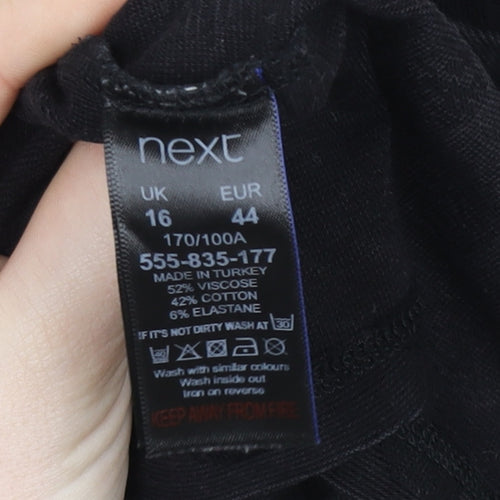 next
UK EUR
16 44
170/100A
555-835-177
MADE IN TURKEY
52% VISCOSE
42% COTTON
6% ELASTANE
IF IT'S NOT DIRTY WASH AT 30
40
Wash with similar colours
Wash inside out
Iron on reverse
KEEP AWAY FROM FIRE